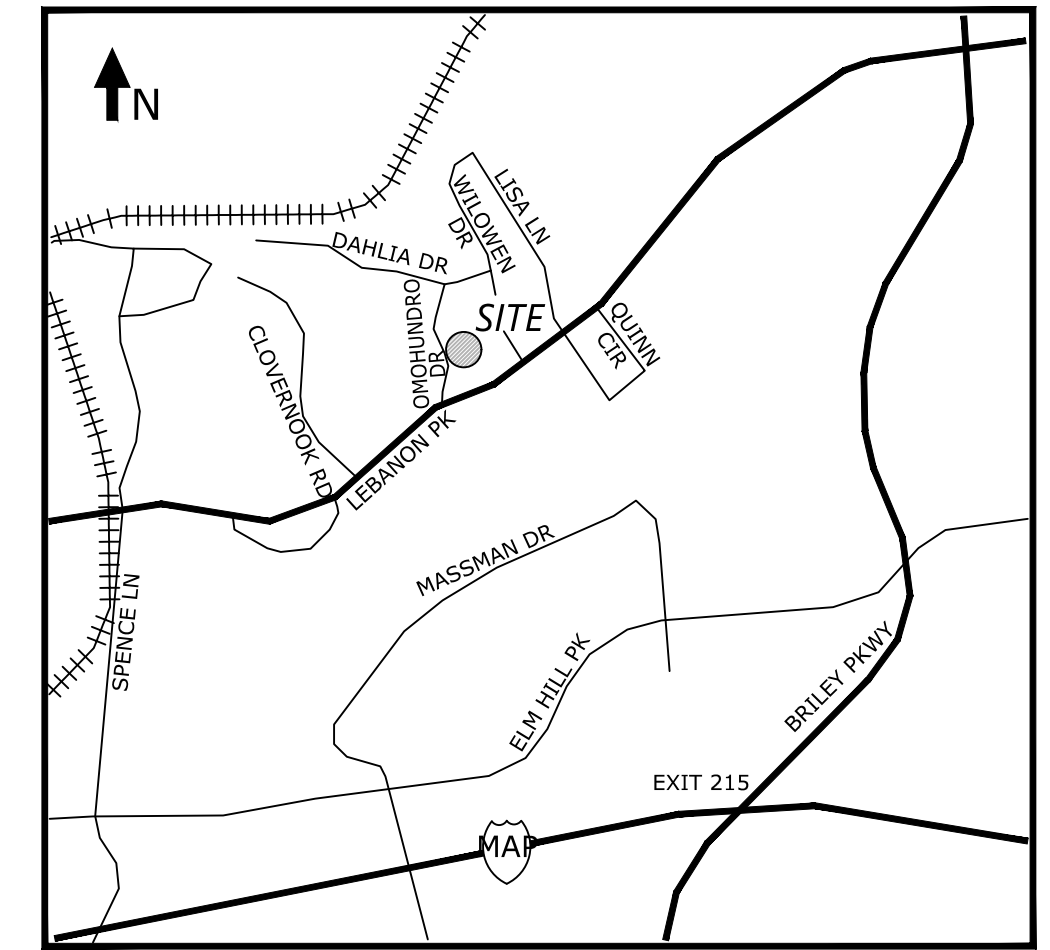 N
LISA LN
WILOWEN
DR
DAHLIA DR
OMOHUNDRO
DR
SITE
QUINN
CIR
CLOVERNOOK RD
LEBANON PK
MASSMAN DR
SPENCE LN
ELM HILL PK
BRILEY PKWY
EXIT 215
MAP